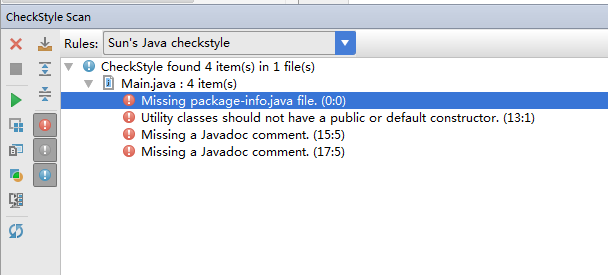 CheckStyle Scan
Rules: Sun's Java checkstyle
CheckStyle found 4 item(s) in 1 file(s)
Main.java : 4 item(s)
Missing package-info.java file. (0:0)
Utility classes should not have a public or default constructor. (13:1)
Missing a Javadoc comment. (15:5)
Missing a Javadoc comment. (17:5)